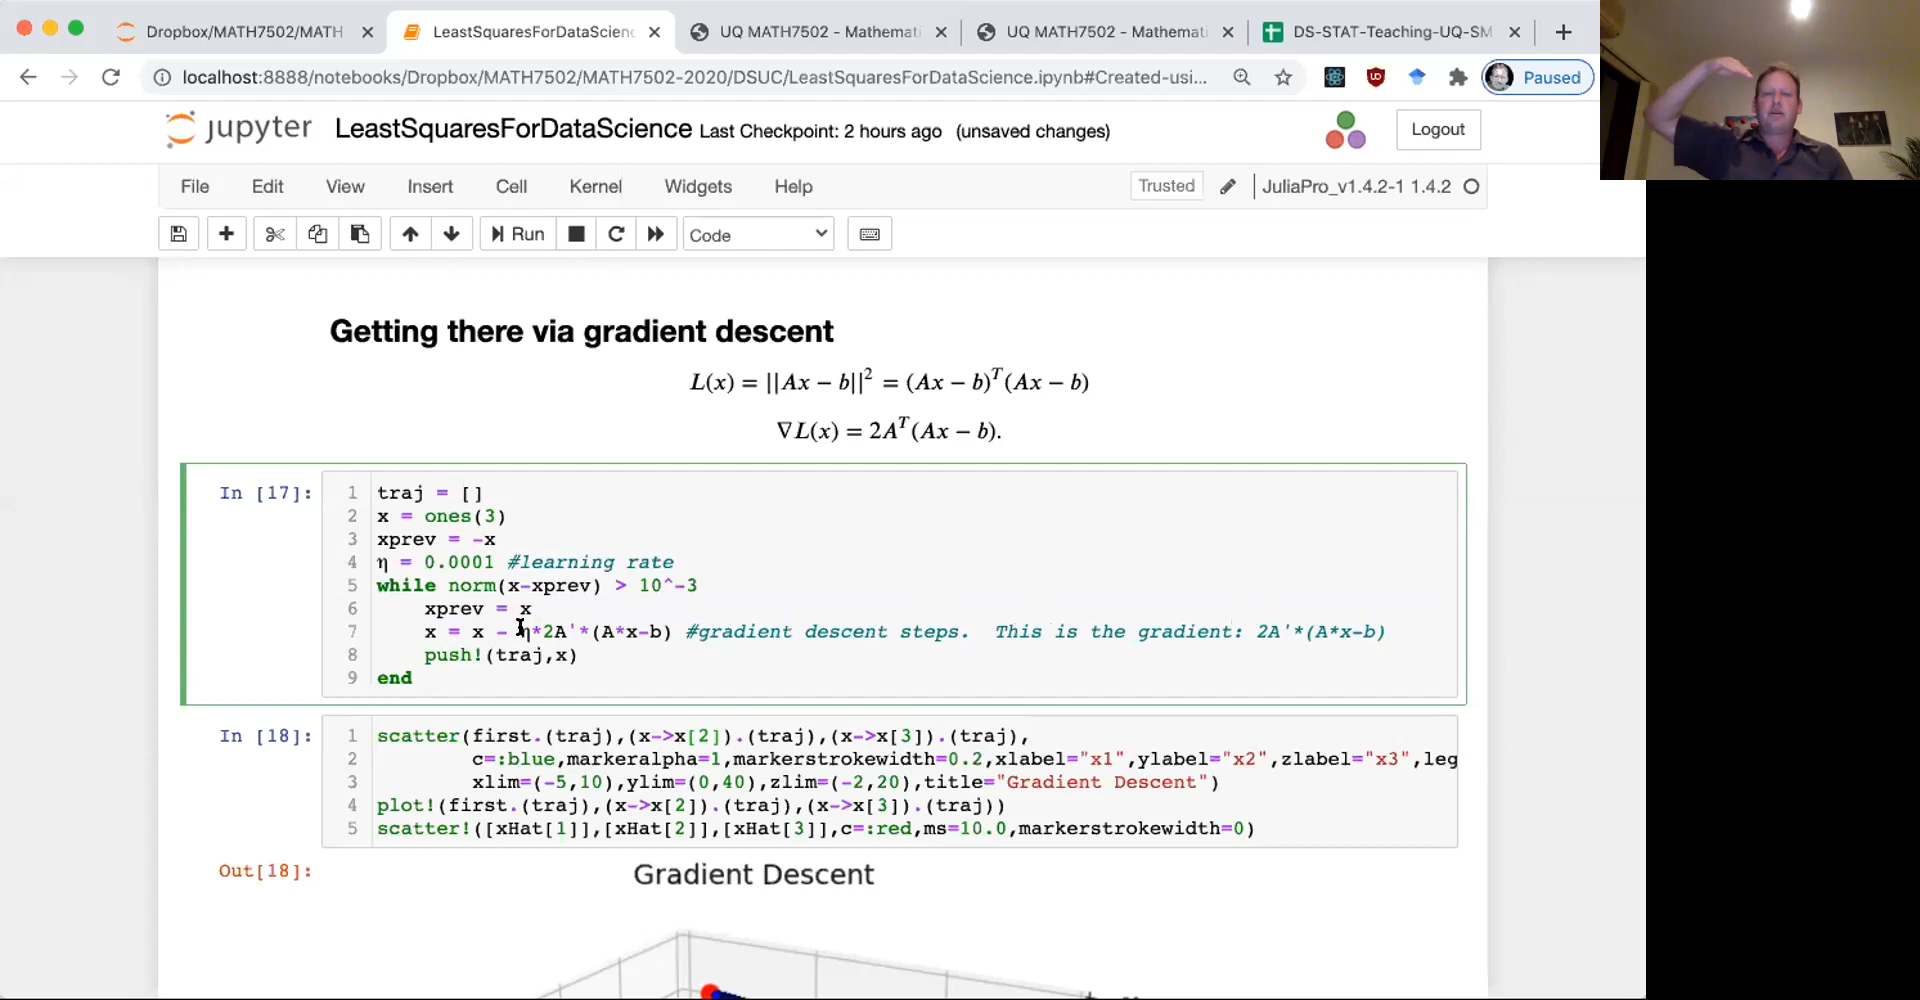 Dropbox/MATH7502/MATH
LeastSquaresForDataScienc
UQ MATH7502 - Mathemati
UQ MATH7502 - Mathemat
DS-STAT-Teaching-UQ-SM
localhost:8888/notebooks/Dropbox/MATH7502/MATH7502-2020/DSUC/LeastSquaresForDataScience.ipynb#Created-usi...
Paused
jupyter LeastSquaresForDataScience Last Checkpoint: 2 hours ago (unsaved changes)
Logout
File Edit View Insert Cell Kernel Widgets Help
Trusted JuliaPro_v1.4.2-1 1.4.2
Run Code
Getting there via gradient descent
L(x) = ||Ax − b||² = (Ax − b)ᵀ(Ax − b)
∇L(x) = 2Aᵀ(Ax − b).
In [17]:
1 traj = []
2 x = ones(3)
3 xprev = -x
4 η = 0.0001 #learning rate
5 while norm(x-xprev) > 10^-3
6 xprev = x
7 x = x - η*2A'*(A*x-b) #gradient descent steps. This is the gradient: 2A'*(A*x-b)
8 push!(traj,x)
9 end
In [18]:
1 scatter(first.(traj),(x->x[2]).(traj),(x->x[3]).(traj),
2 c=:blue,markeralpha=1,markerstrokewidth=0.2,xlabel="x1",ylabel="x2",zlabel="x3",leg
3 xlim=(-5,10),ylim=(0,40),zlim=(-2,20),title="Gradient Descent")
4 plot!(first.(traj),(x->x[2]).(traj),(x->x[3]).(traj))
5 scatter!([xHat[1]],[xHat[2]],[xHat[3]],c=:red,ms=10.0,markerstrokewidth=0)
Out[18]:
Gradient Descent